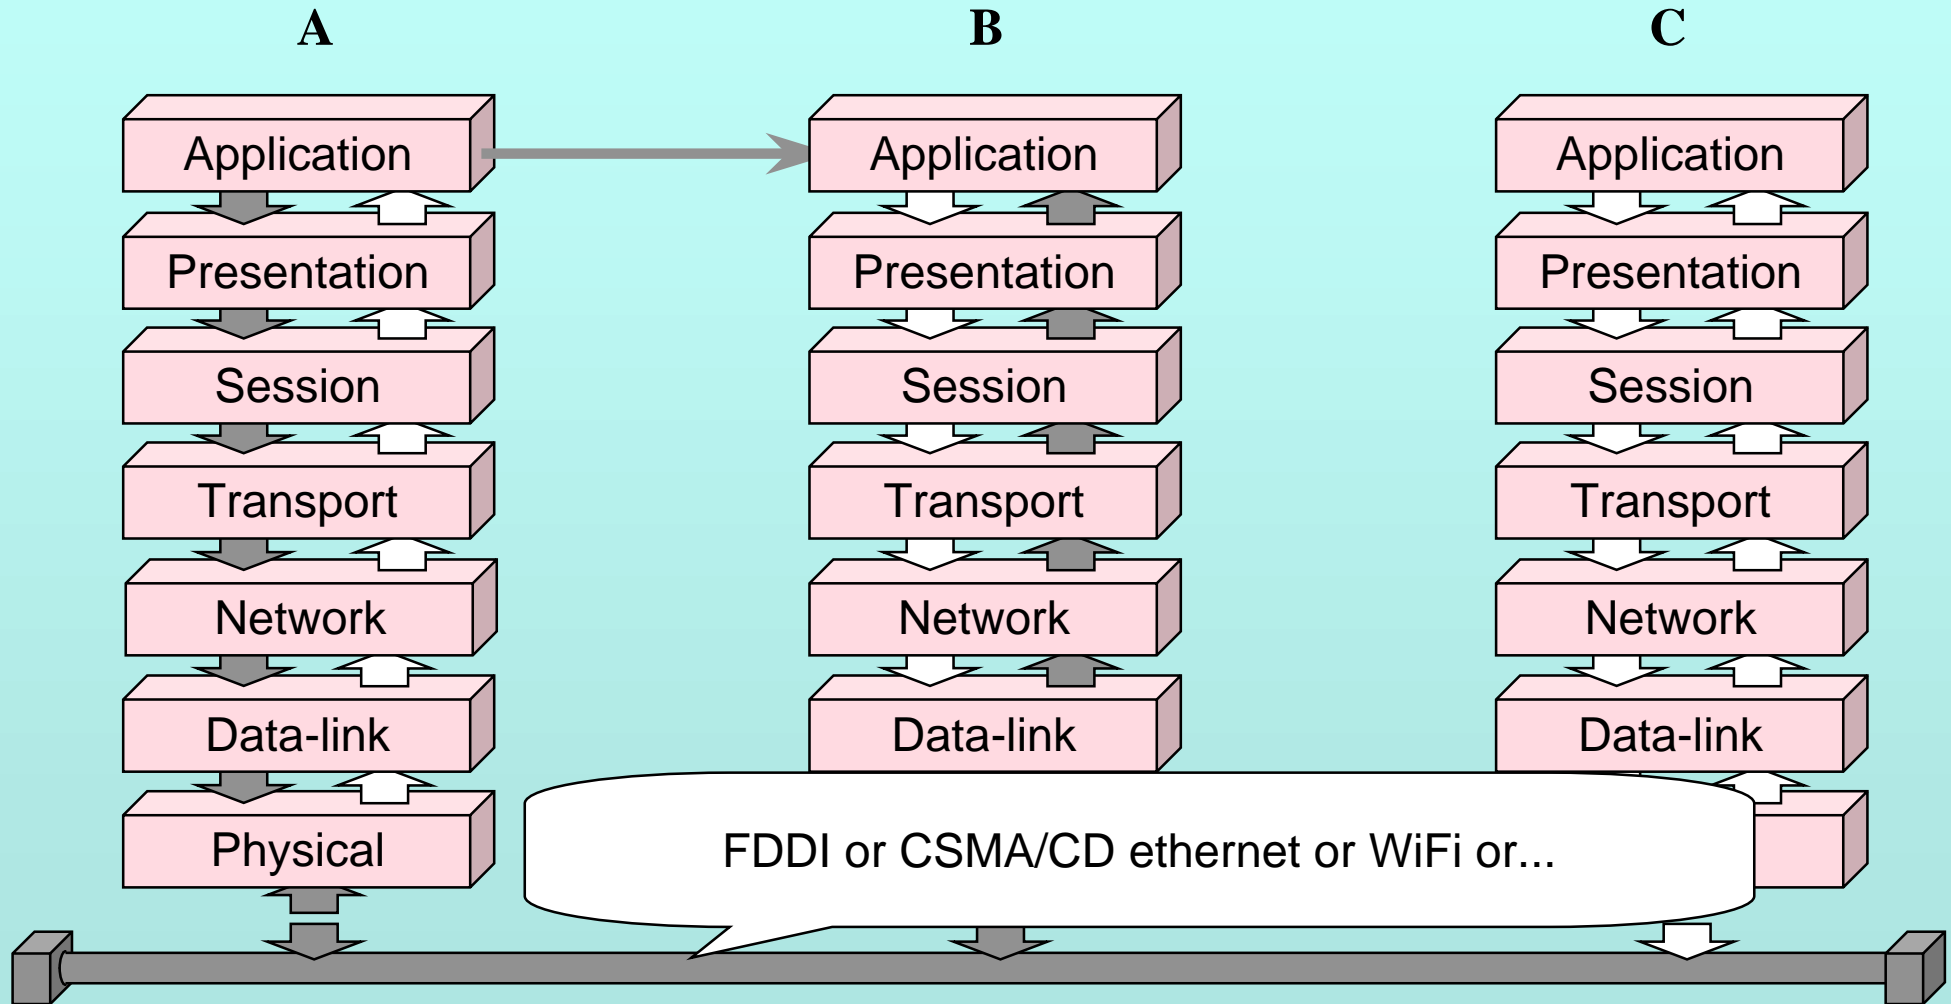 A B C
Application Application Application
Presentation Presentation Presentation
Session Session Session
Transport Transport Transport
Network Network Network
Data-link Data-link Data-link
Physical FDDI or CSMA/CD ethernet or WiFi or...